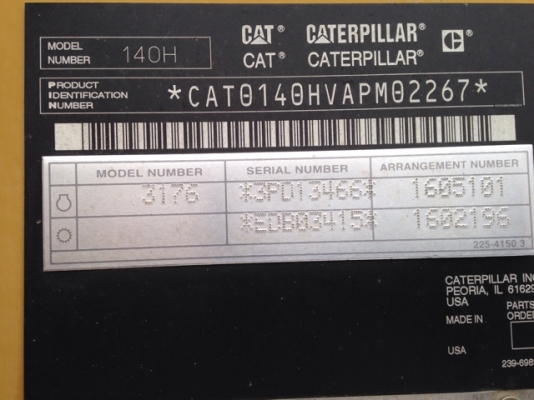 MODEL NUMBER 140H CAT CATERPILLAR® C®
CAT® CATERPILLAR®
PRODUCT IDENTIFICATION NUMBER *CAT0140HVAPM02267*
MODEL NUMBER SERIAL NUMBER ARRANGEMENT NUMBER
3176 *3PD13466* 1605101
*EDB03415* 1602196
225-4150 3
CATERPILLAR INC
PEORIA, IL 61629
USA PARTS
MADE IN ORDER
USA
239-698